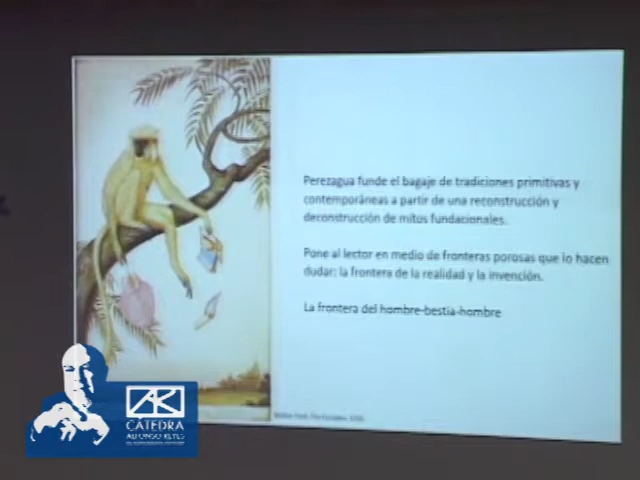 Perezagua funde el bagaje de tradiciones primitivas y
contemporáneas a partir de una reconstrucción y
deconstrucción de mitos fundacionales.
Pone al lector en medio de fronteras porosas que lo hacen
dudar: la frontera de la realidad y la invención.
La frontera del hombre-bestia-hombre
CÁTEDRA
ALFONSO REYES